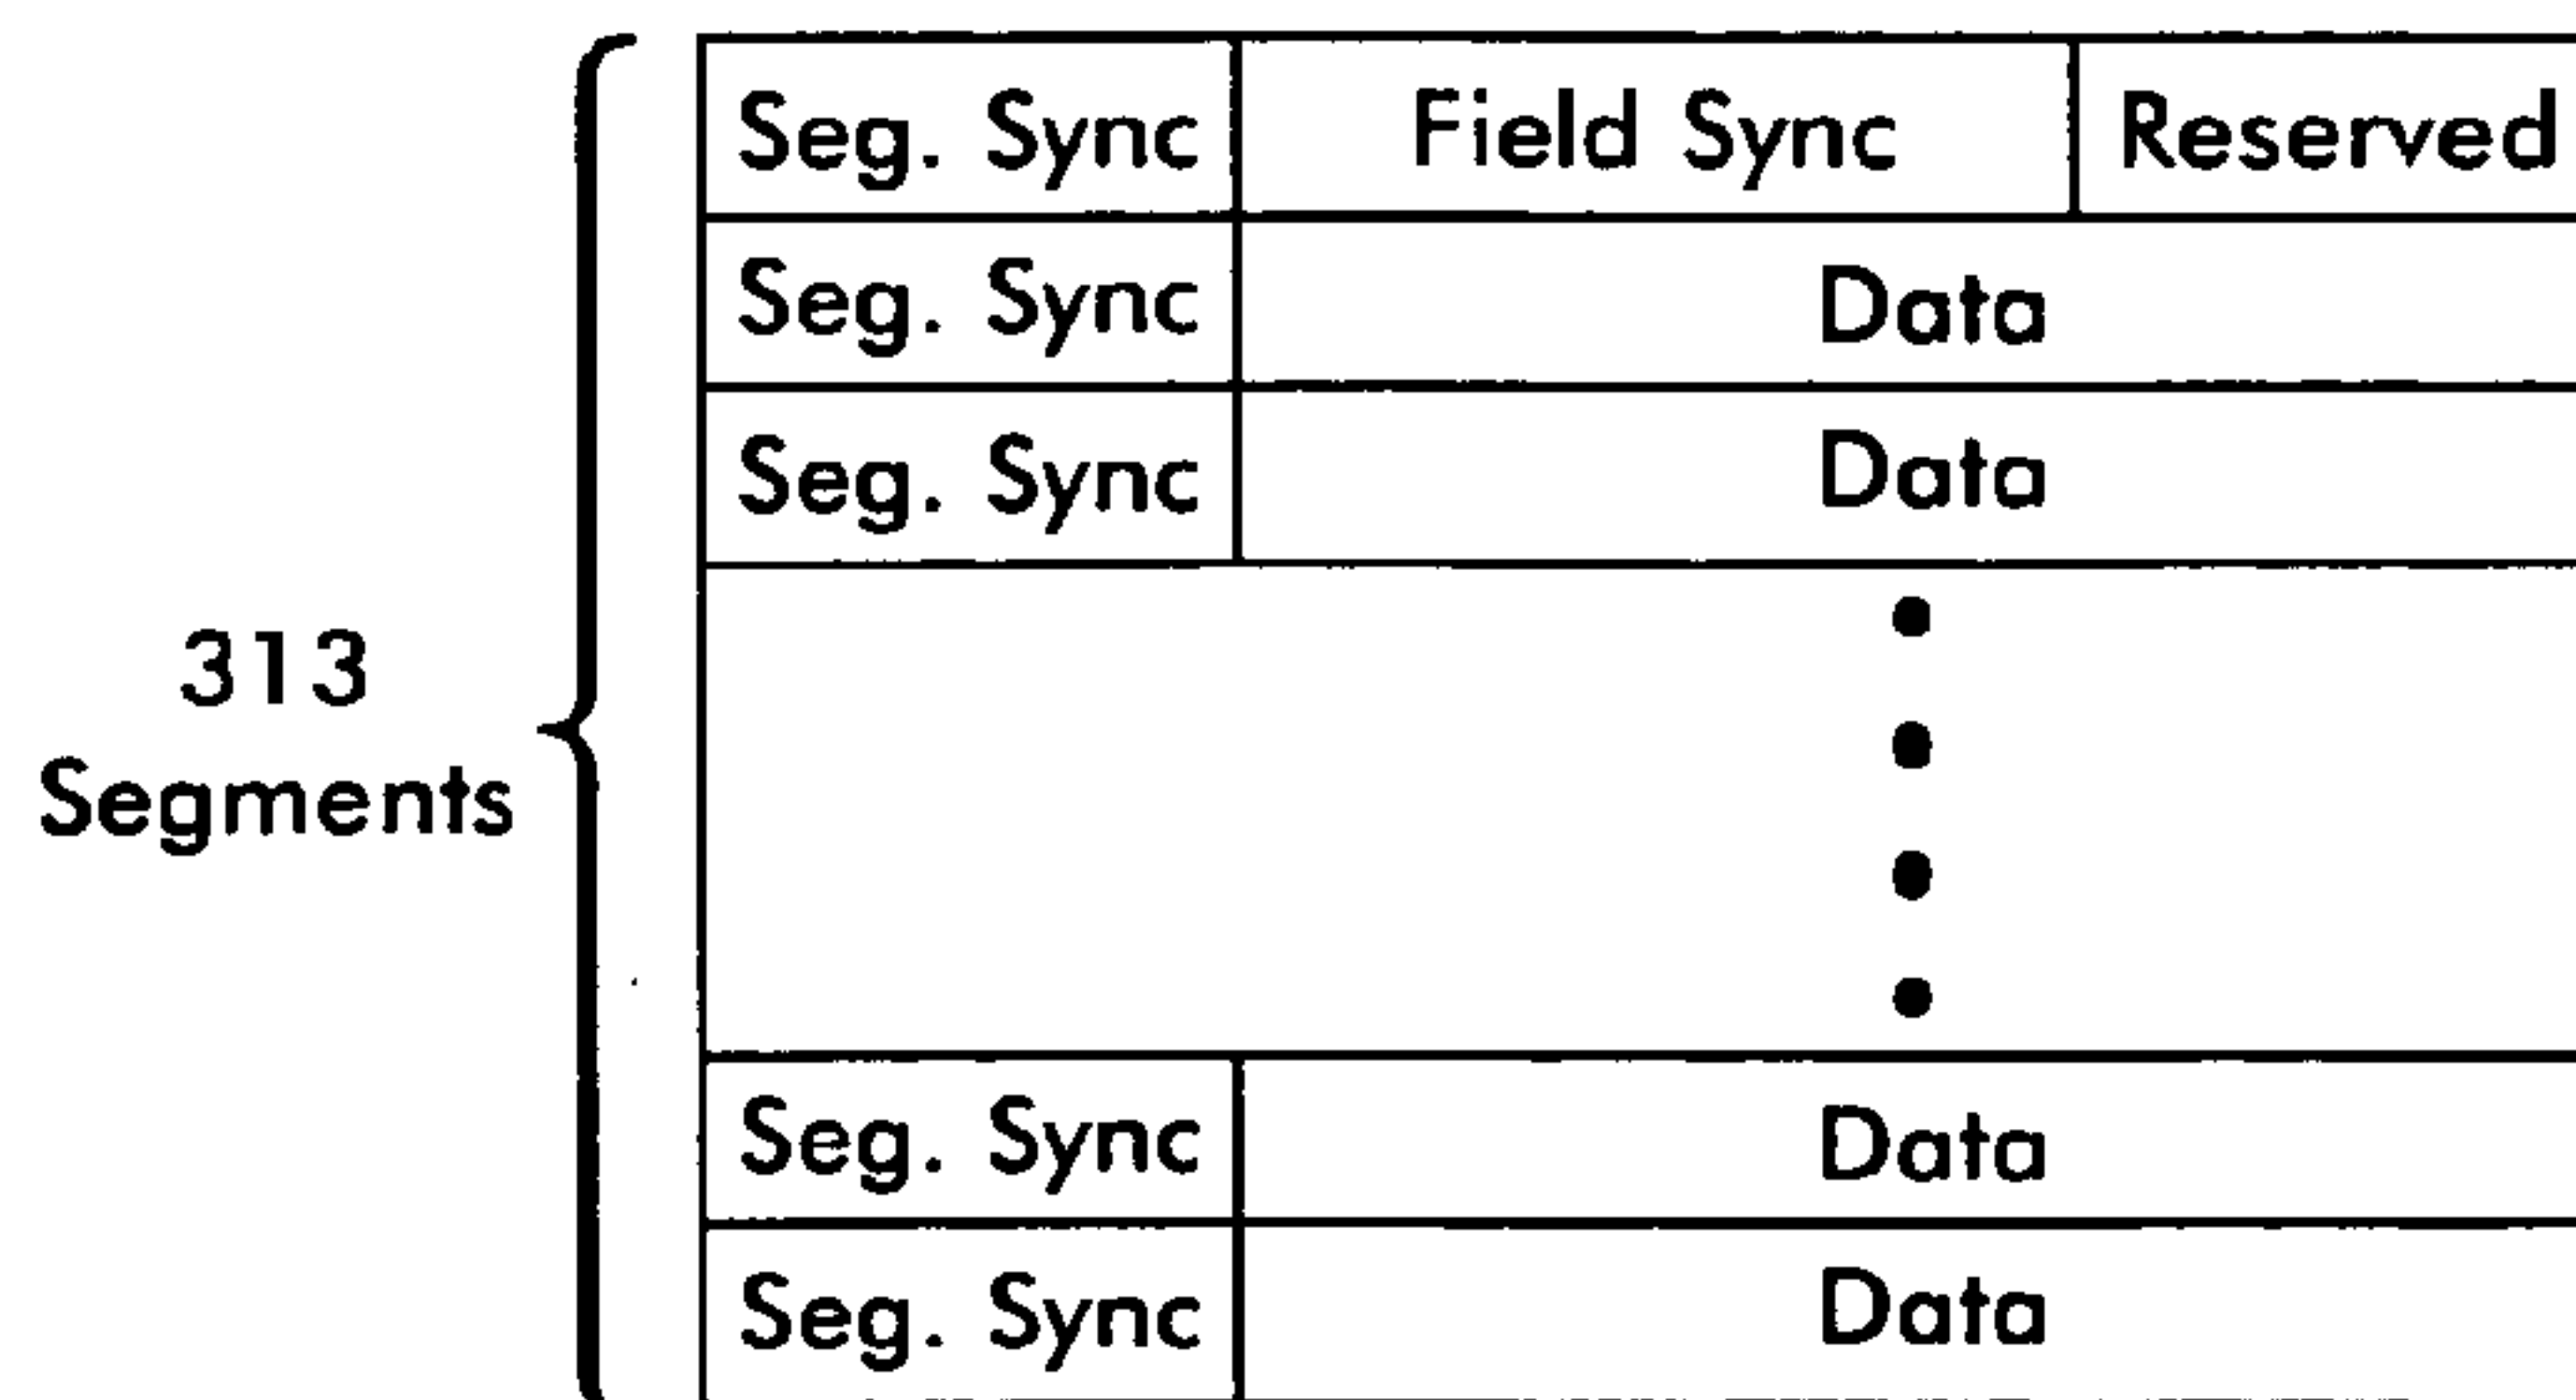 Seg. Sync Field Sync Reserved
Seg. Sync Data
Seg. Sync Data
313
Segments
Seg. Sync Data
Seg. Sync Data